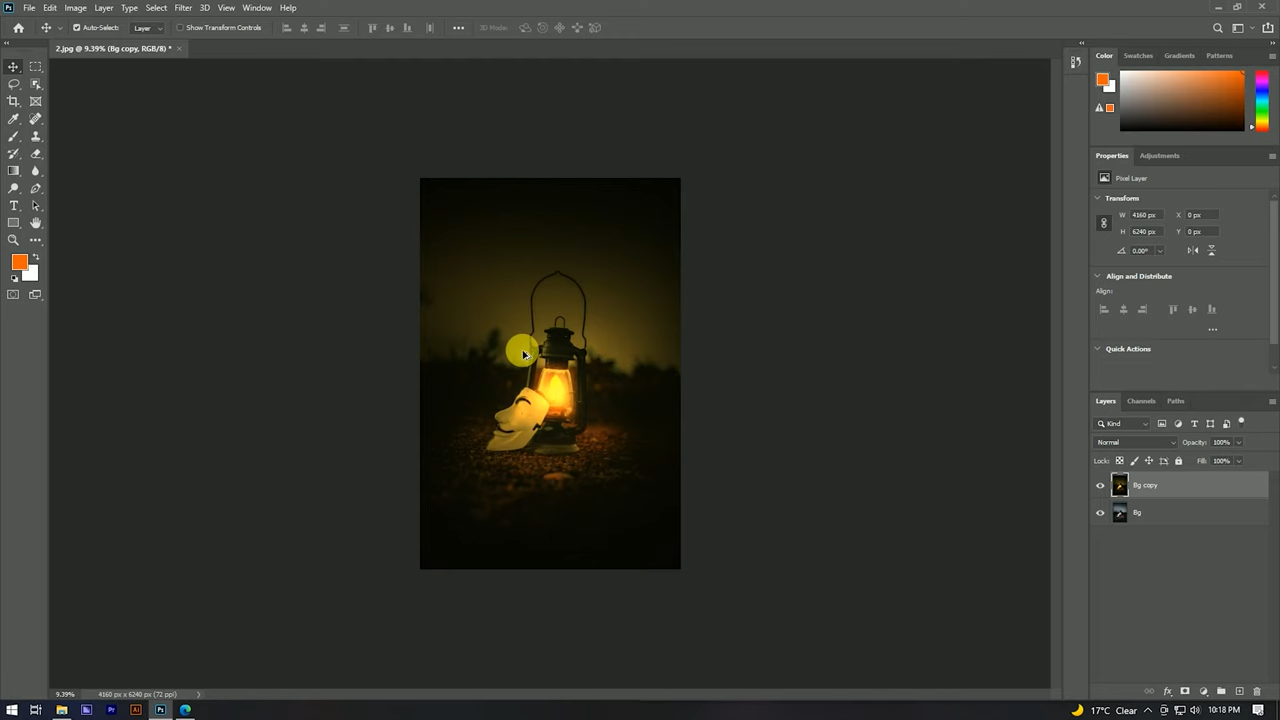 Ps File Edit Image Layer Type Select Filter 3D View Window Help
Auto-Select: Layer Show Transform Controls 3D Mode:
2.jpg @ 9.39% (Bg copy, RGB/8) *
Color Swatches Gradients Patterns
Properties Adjustments
Pixel Layer
Transform
W 4160 px X 0 px
H 6240 px Y 0 px
0.00°
Align and Distribute
Align:
Quick Actions
Layers Channels Paths
Kind
Normal Opacity: 100%
Lock: Fill: 100%
Bg copy
Bg
9.39% 4160 px x 6240 px (72 ppi)
Pr Ai Ps 17°C Clear 10:18 PM